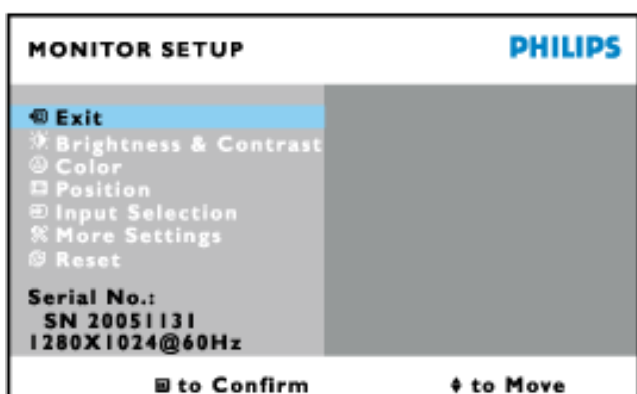 MONITOR SETUP PHILIPS
Exit
Brightness & Contrast
Color
Position
Input Selection
More Settings
Reset
Serial No.:
SN 20051131
1280X1024@60Hz
to Confirm to Move